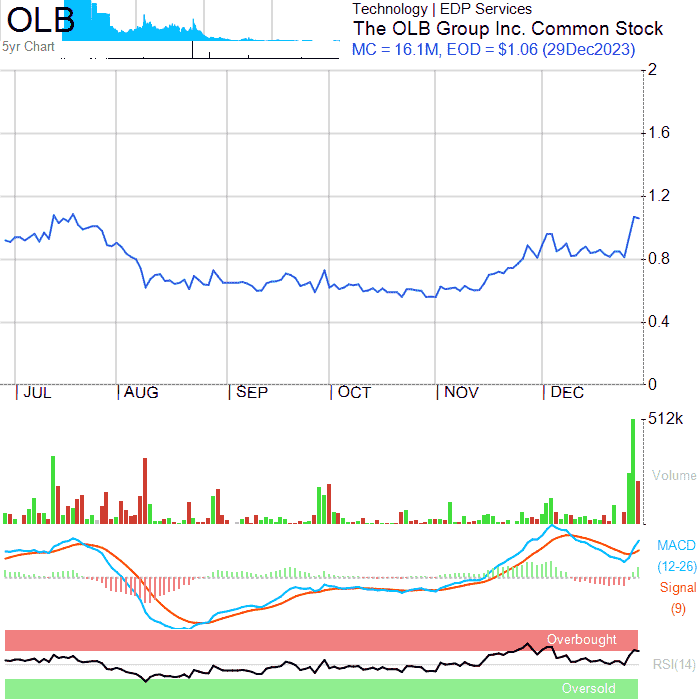 OLB
5yr Chart
Technology | EDP Services
The OLB Group Inc. Common Stock
MC = 16.1M, EOD = $1.06 (29Dec2023)
2
1.6
1.2
0.8
0.4
0
JUL AUG SEP OCT NOV DEC
512k
Volume
MACD
(12-26)
Signal
(9)
Overbought
RSI(14)
Oversold